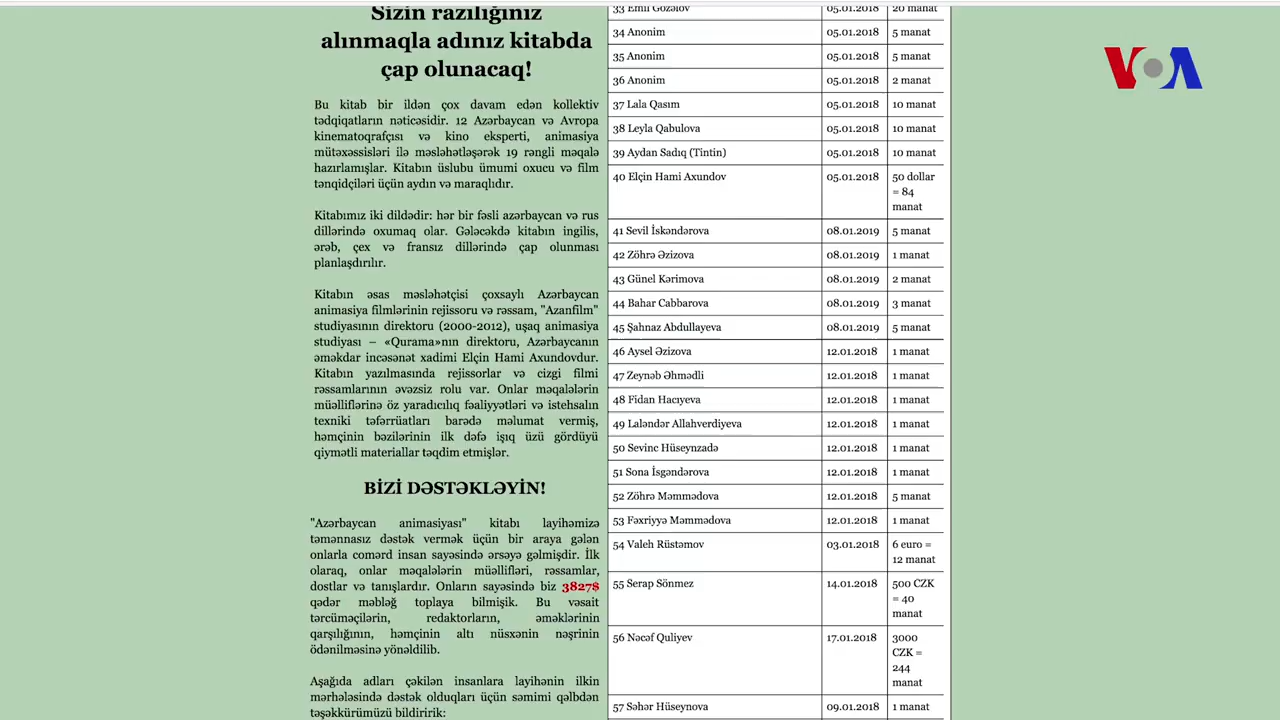 Sizin razılığınız
alınmaqla adınız kitabda
çap olunacaq!
Bu kitab bir ildən çox davam edən kollektiv
tədqiqatların nəticəsidir. 12 Azərbaycan və Avropa
kinematoqrafçısı və kino eksperti, animasiya
mütəxəssisləri ilə məsləhətləşərək 19 rəngli məqalə
hazırlamışlar. Kitabın üslubu ümumi oxucu və film
tənqidçiləri üçün aydın və maraqlıdır.
Kitabımız iki dildədir: hər bir fəsli azərbaycan və rus
dillərində oxumaq olar. Gələcəkdə kitabın ingilis,
ərəb, çex və fransız dillərində çap olunması
planlaşdırılır.
Kitabın əsas məsləhətçisi çoxsaylı Azərbaycan
animasiya filmlərinin rejissoru və rəssam, "Azanfilm"
studiyasının direktoru (2000-2012), uşaq animasiya
studiyası – «Qurama»nın direktoru, Azərbaycanın
əməkdar incəsənət xadimi Elçin Hami Axundovdur.
Kitabın yazılmasında rejissorlar və cizgi filmi
rəssamlarının əvəzsiz rolu var. Onlar məqalələrin
müəlliflərinə öz yaradıcılıq fəaliyyətləri və istehsalın
texniki təfərrüatları barədə məlumat vermiş,
həmçinin bəzilərinin ilk dəfə işıq üzü gördüyü
qiymətli materiallar təqdim etmişlər.
BİZİ DƏSTƏKLƏYİN!
"Azərbaycan animasiyası" kitabı layihəmizə
təmənnasız dəstək vermək üçün bir araya gələn
onlarla comərd insan sayəsində ərsəyə gəlmişdir. İlk
olaraq, onlar məqalələrin müəllifləri, rəssamlar,
dostlar və tanışlardır. Onların sayəsində biz 3827$
qədər məbləğ toplaya bilmişik. Bu vəsait
tərcüməçilərin, redaktorların, əməklərinin
qarşılığının, həmçinin altı nüsxənin nəşrinin
ödənilməsinə yönəldilib.
Aşağıda adları çəkilən insanlara layihənin ilkin
mərhələsində dəstək olduqları üçün səmimi qəlbdən
təşəkkürümüzü bildiririk:
33 Emil Gözəlov 05.01.2018 20 manat
34 Anonim 05.01.2018 5 manat
35 Anonim 05.01.2018 5 manat
36 Anonim 05.01.2018 2 manat
37 Lala Qasım 05.01.2018 10 manat
38 Leyla Qabulova 05.01.2018 10 manat
39 Aydan Sadıq (Tintin) 05.01.2018 10 manat
40 Elçin Hami Axundov 05.01.2018 50 dollar
= 84
manat
41 Sevil İskəndərova 08.01.2019 5 manat
42 Zöhrə Əzizova 08.01.2019 1 manat
43 Günel Kərimova 08.01.2019 2 manat
44 Bahar Cabbarova 08.01.2019 3 manat
45 Şahnaz Abdullayeva 08.01.2019 5 manat
46 Aysel Əzizova 12.01.2018 1 manat
47 Zeynəb Əhmədli 12.01.2018 1 manat
48 Fidan Hacıyeva 12.01.2018 1 manat
49 Laləndər Allahverdiyeva 12.01.2018 1 manat
50 Sevinc Hüseynzadə 12.01.2018 1 manat
51 Sona İsgəndərova 12.01.2018 1 manat
52 Zöhrə Məmmədova 12.01.2018 5 manat
53 Fəxriyyə Məmmədova 12.01.2018 1 manat
54 Valeh Rüstəmov 03.01.2018 6 euro =
12 manat
55 Serap Sönmez 14.01.2018 500 CZK
= 40
manat
56 Nəcəf Quliyev 17.01.2018 3000
CZK =
244
manat
57 Səhər Hüseynova 09.01.2018 1 manat
VOA